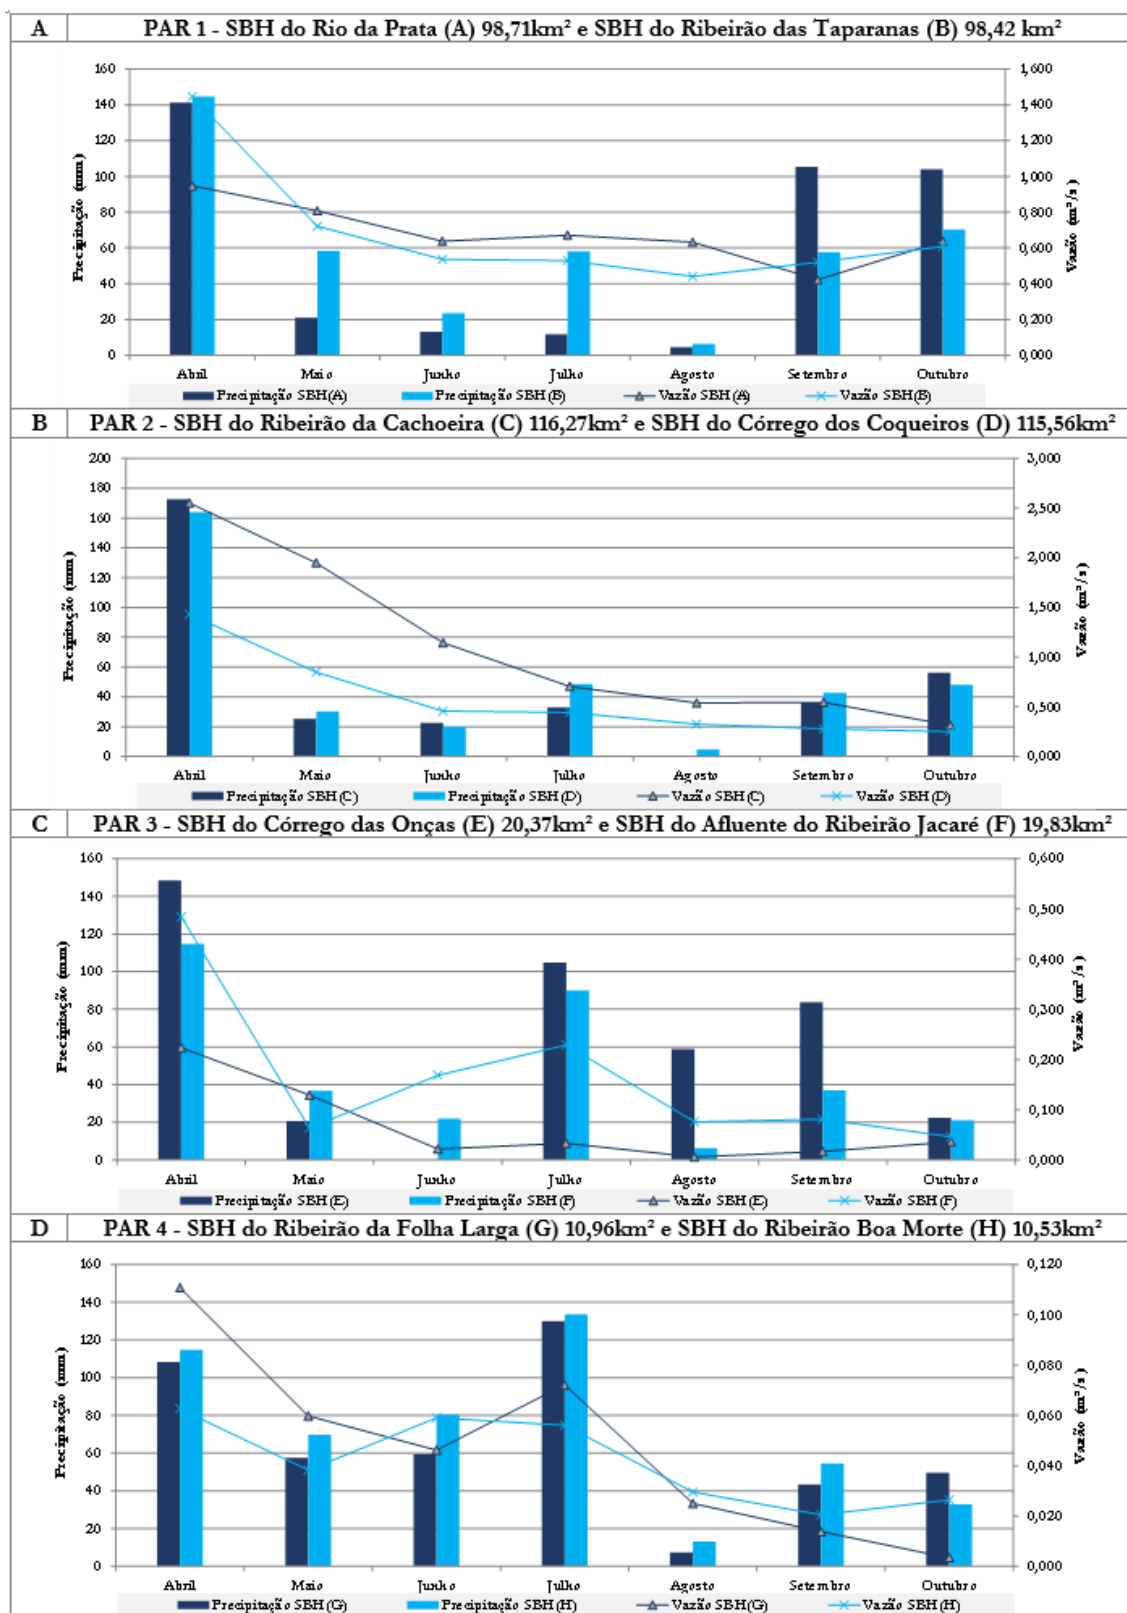 A PAR 1 - SBH do Rio da Prata (A) 98,71km² e SBH do Ribeirão das Taparanas (B) 98,42 km²
160 1,600
140 1,400
120 1,200
100 1,000
80 0,800
60 0,600
40 0,400
20 0,200
0 0,000
Precipitação (mm)
Vazão (m³/s)
Abril Maio Junho Julho Agosto Setembro Outubro
Precipitação SBH(A) Precipitação SBH(B) Vazão SBH(A) Vazão SBH(B)
B PAR 2 - SBH do Ribeirão da Cachoeira (C) 116,27km² e SBH do Córrego dos Coqueiros (D) 115,56km²
200 3,000
180
160 2,500
140 2,000
120
100 1,500
80
60 1,000
40 0,500
20
0 0,000
Precipitação (mm)
Vazão (m³/s)
Abril Maio Junho Julho Agosto Setembro Outubro
Precipitação SBH(C) Precipitação SBH(D) Vazão SBH(C) Vazão SBH(D)
C PAR 3 - SBH do Córrego das Onças (E) 20,37km² e SBH do Afluente do Ribeirão Jacaré (F) 19,83km²
160 0,600
140 0,500
120
100 0,400
80 0,300
60 0,200
40 0,100
20
0 0,000
Precipitação (mm)
Vazão (m³/s)
Abril Maio Junho Julho Agosto Setembro Outubro
Precipitação SBH(E) Precipitação SBH(F) Vazão SBH(E) Vazão SBH(F)
D PAR 4 - SBH do Ribeirão da Folha Larga (G) 10,96km² e SBH do Ribeirão Boa Morte (H) 10,53km²
160 0,120
140 0,100
120
100 0,080
80 0,060
60 0,040
40 0,020
20
0 0,000
Precipitação (mm)
Vazão (m³/s)
Abril Maio Junho Julho Agosto Setembro Outubro
Precipitação SBH(G) Precipitação SBH(H) Vazão SBH(G) Vazão SBH(H)